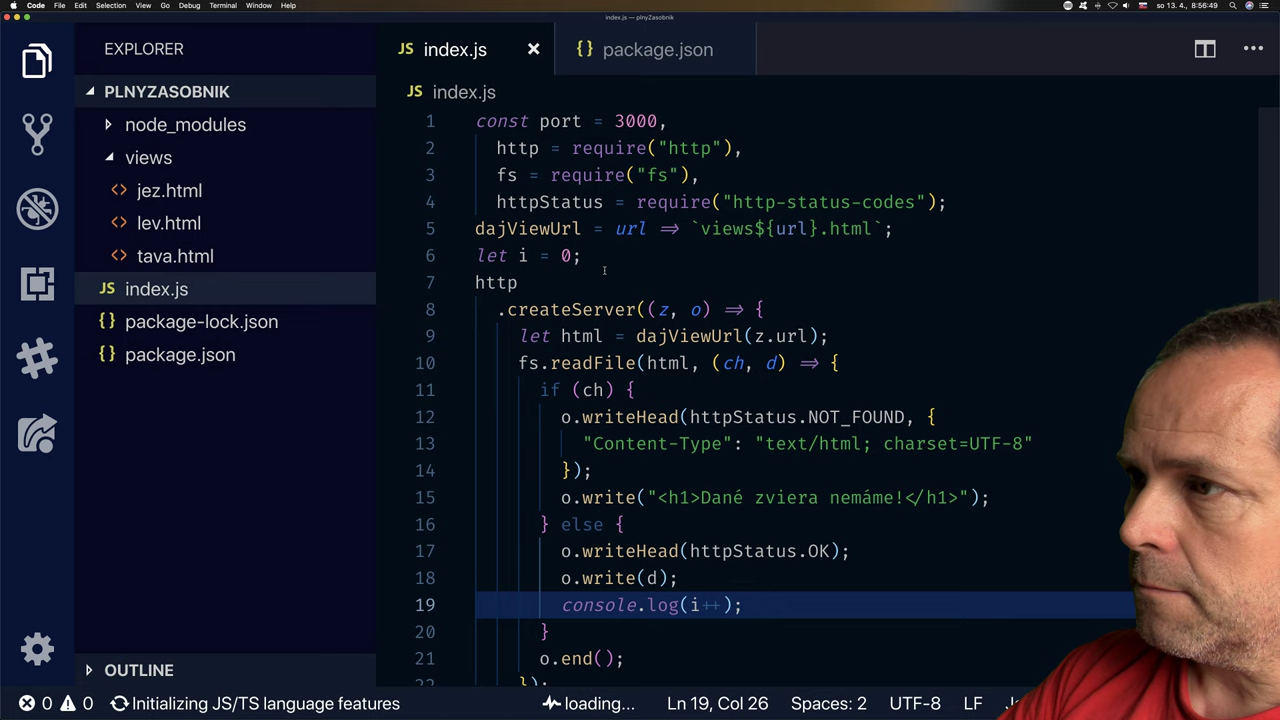 Code File Edit Selection View Go Debug Terminal Window Help
so 13. 4., 8:56:49
index.js — plnyZasobnik
EXPLORER
PLNYZASOBNIK
node_modules
views
<> jez.html
<> lev.html
<> tava.html
JS index.js
{} package-lock.json
{} package.json
OUTLINE
JS index.js ×
{} package.json
JS index.js
1 const port = 3000,
2 http = require("http"),
3 fs = require("fs"),
4 httpStatus = require("http-status-codes");
5 dajViewUrl = url => `views${url}.html`;
6 let i = 0;
7 http
8 .createServer((z, o) => {
9 let html = dajViewUrl(z.url);
10 fs.readFile(html, (ch, d) => {
11 if (ch) {
12 o.writeHead(httpStatus.NOT_FOUND, {
13 "Content-Type": "text/html; charset=UTF-8"
14 });
15 o.write("<h1>Dané zviera nemáme!</h1>");
16 } else {
17 o.writeHead(httpStatus.OK);
18 o.write(d);
19 console.log(i++);
20 }
21 o.end();
22 });
0 0 Initializing JS/TS language features loading... Ln 19, Col 26 Spaces: 2 UTF-8 LF